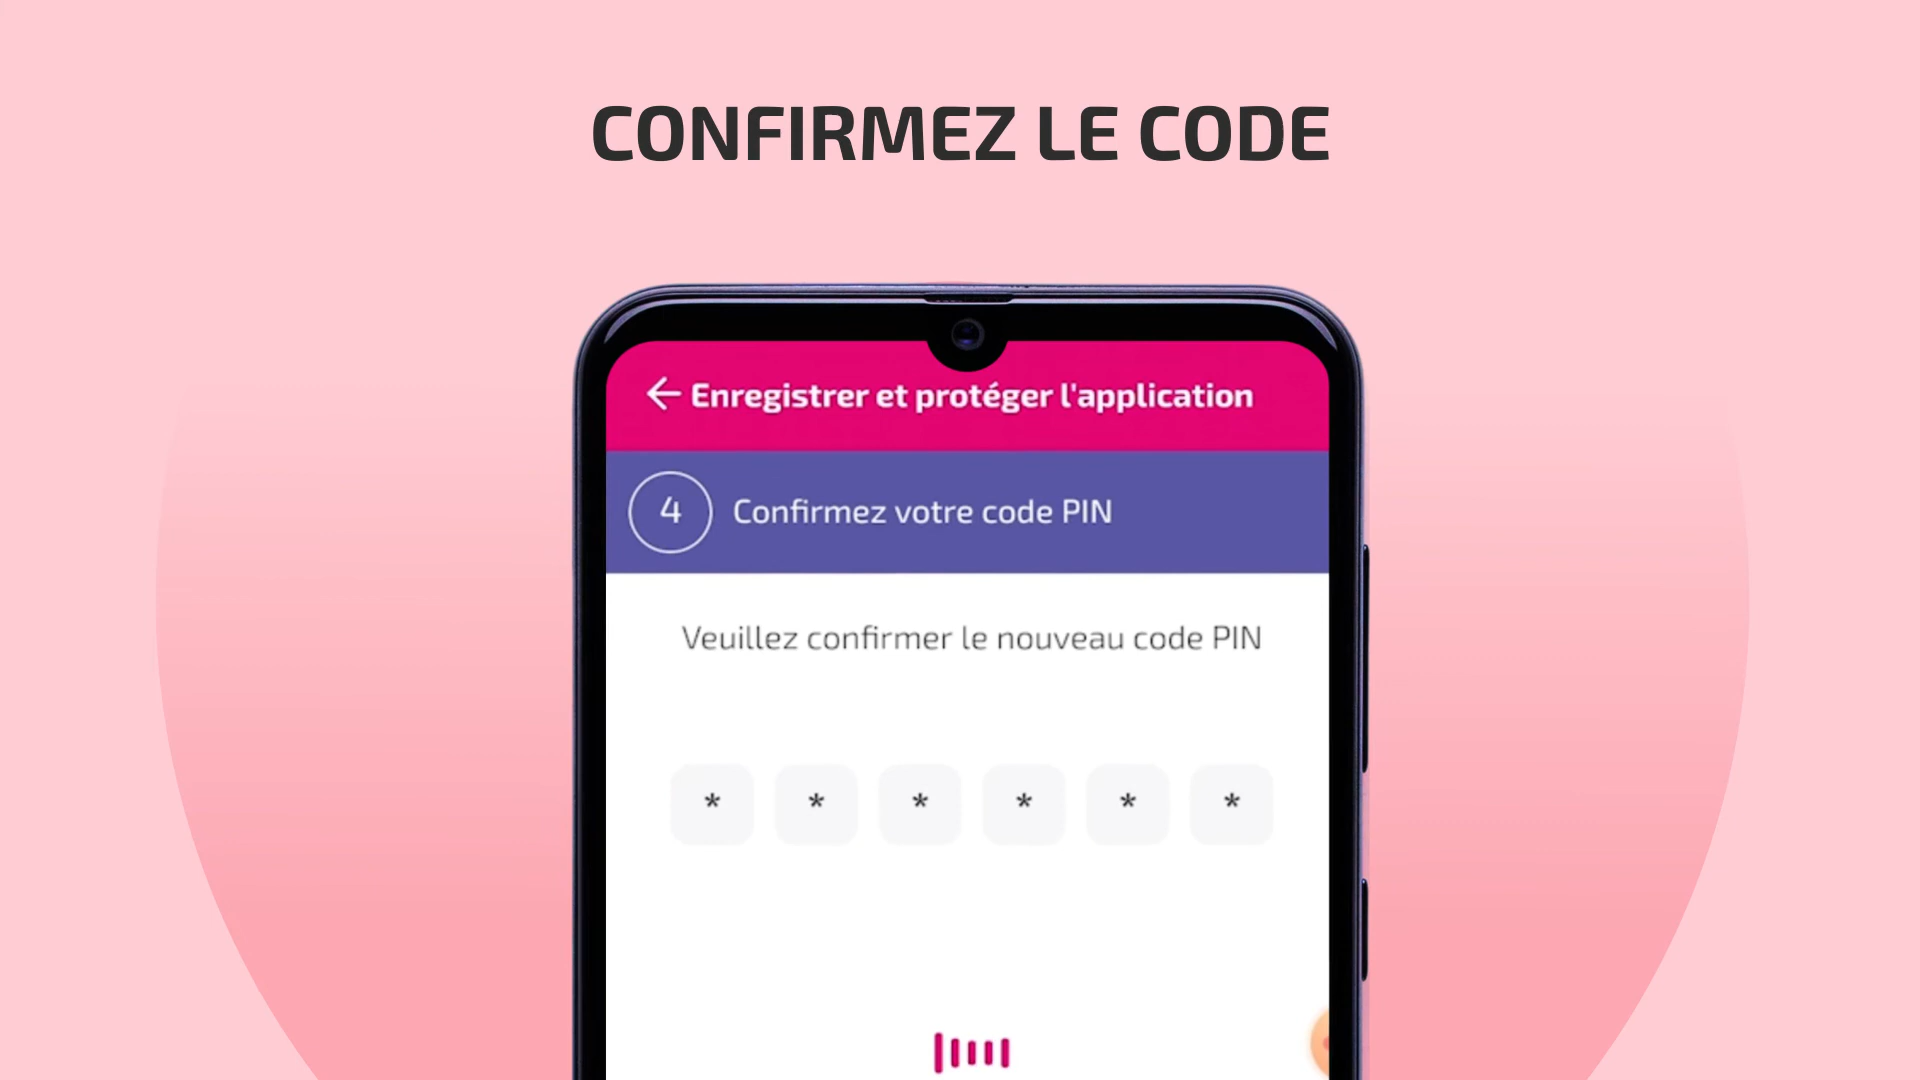 CONFIRMEZ LE CODE
Enregistrer et protéger l'application
4 Confirmez votre code PIN
Veuillez confirmer le nouveau code PIN
* * * * * *